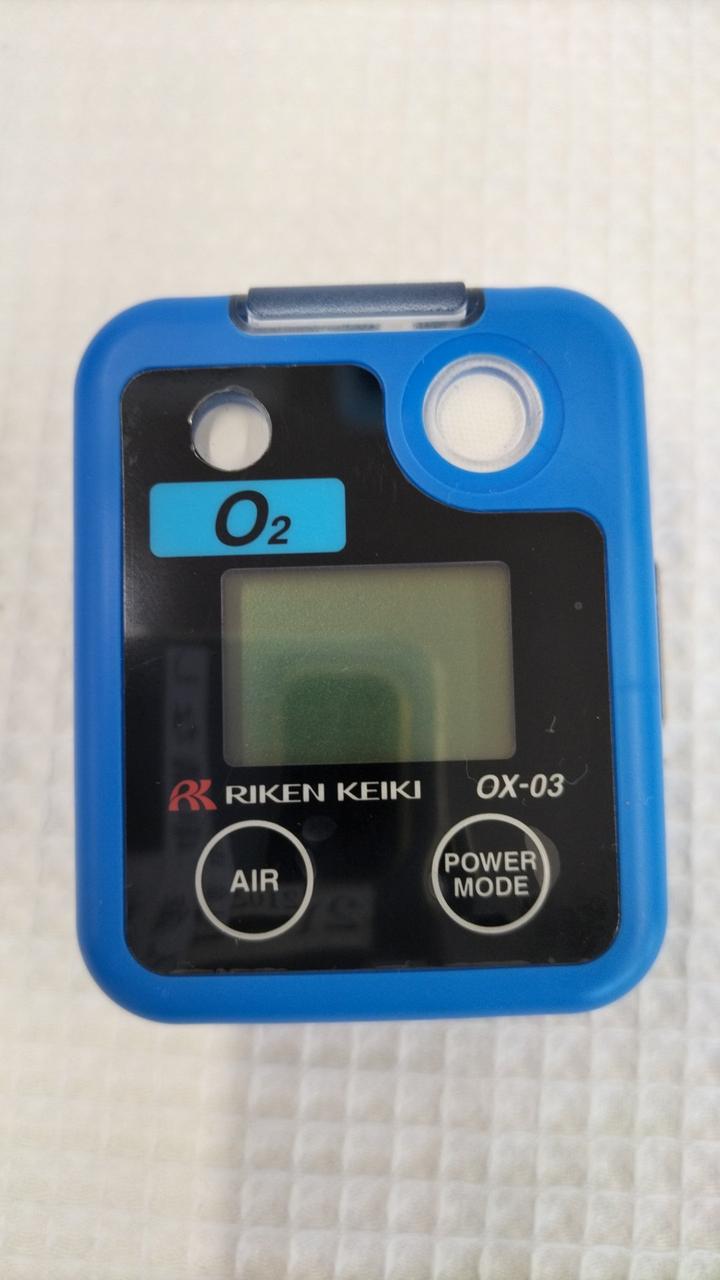 O2
RIKEN KEIKI OX-03
AIR
POWER
MODE